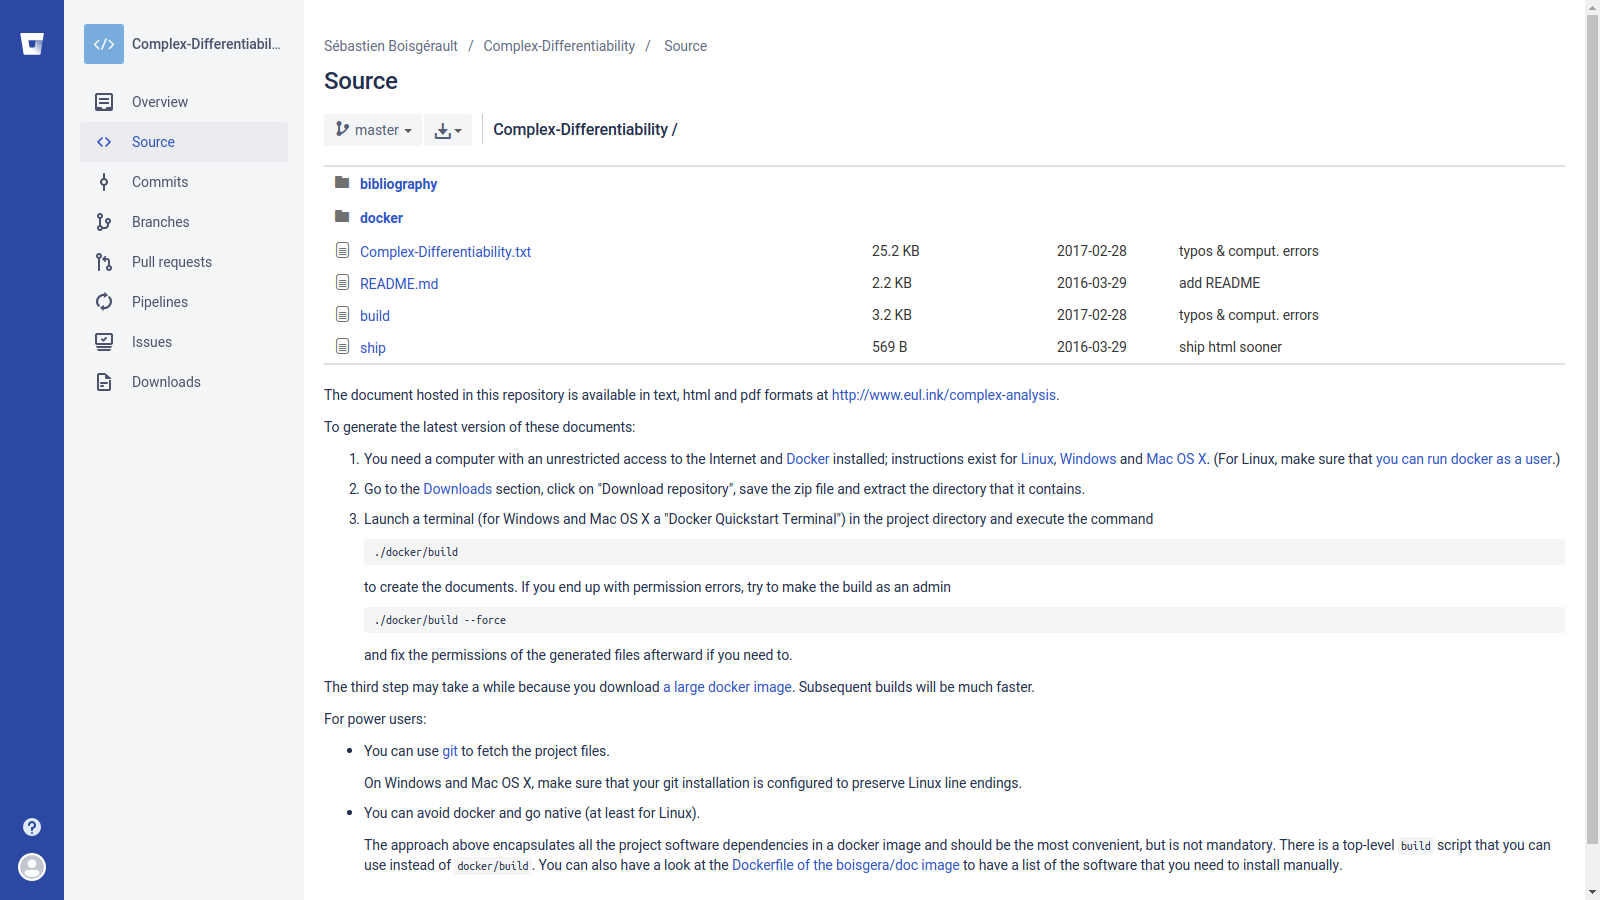 Complex-Differentiabil...
Overview
Source
Commits
Branches
Pull requests
Pipelines
Issues
Downloads
Sébastien Boisgérault / Complex-Differentiability / Source
Source
master
Complex-Differentiability /
bibliography
docker
Complex-Differentiability.txt 25.2 KB 2017-02-28 typos & comput. errors
README.md 2.2 KB 2016-03-29 add README
build 3.2 KB 2017-02-28 typos & comput. errors
ship 569 B 2016-03-29 ship html sooner
The document hosted in this repository is available in text, html and pdf formats at http://www.eul.ink/complex-analysis.
To generate the latest version of these documents:
1. You need a computer with an unrestricted access to the Internet and Docker installed; instructions exist for Linux, Windows and Mac OS X. (For Linux, make sure that you can run docker as a user.)
2. Go to the Downloads section, click on "Download repository", save the zip file and extract the directory that it contains.
3. Launch a terminal (for Windows and Mac OS X a "Docker Quickstart Terminal") in the project directory and execute the command
./docker/build
to create the documents. If you end up with permission errors, try to make the build as an admin
./docker/build --force
and fix the permissions of the generated files afterward if you need to.
The third step may take a while because you download a large docker image. Subsequent builds will be much faster.
For power users:
• You can use git to fetch the project files.
On Windows and Mac OS X, make sure that your git installation is configured to preserve Linux line endings.
• You can avoid docker and go native (at least for Linux).
The approach above encapsulates all the project software dependencies in a docker image and should be the most convenient, but is not mandatory. There is a top-level build script that you can
use instead of docker/build. You can also have a look at the Dockerfile of the boisgera/doc image to have a list of the software that you need to install manually.